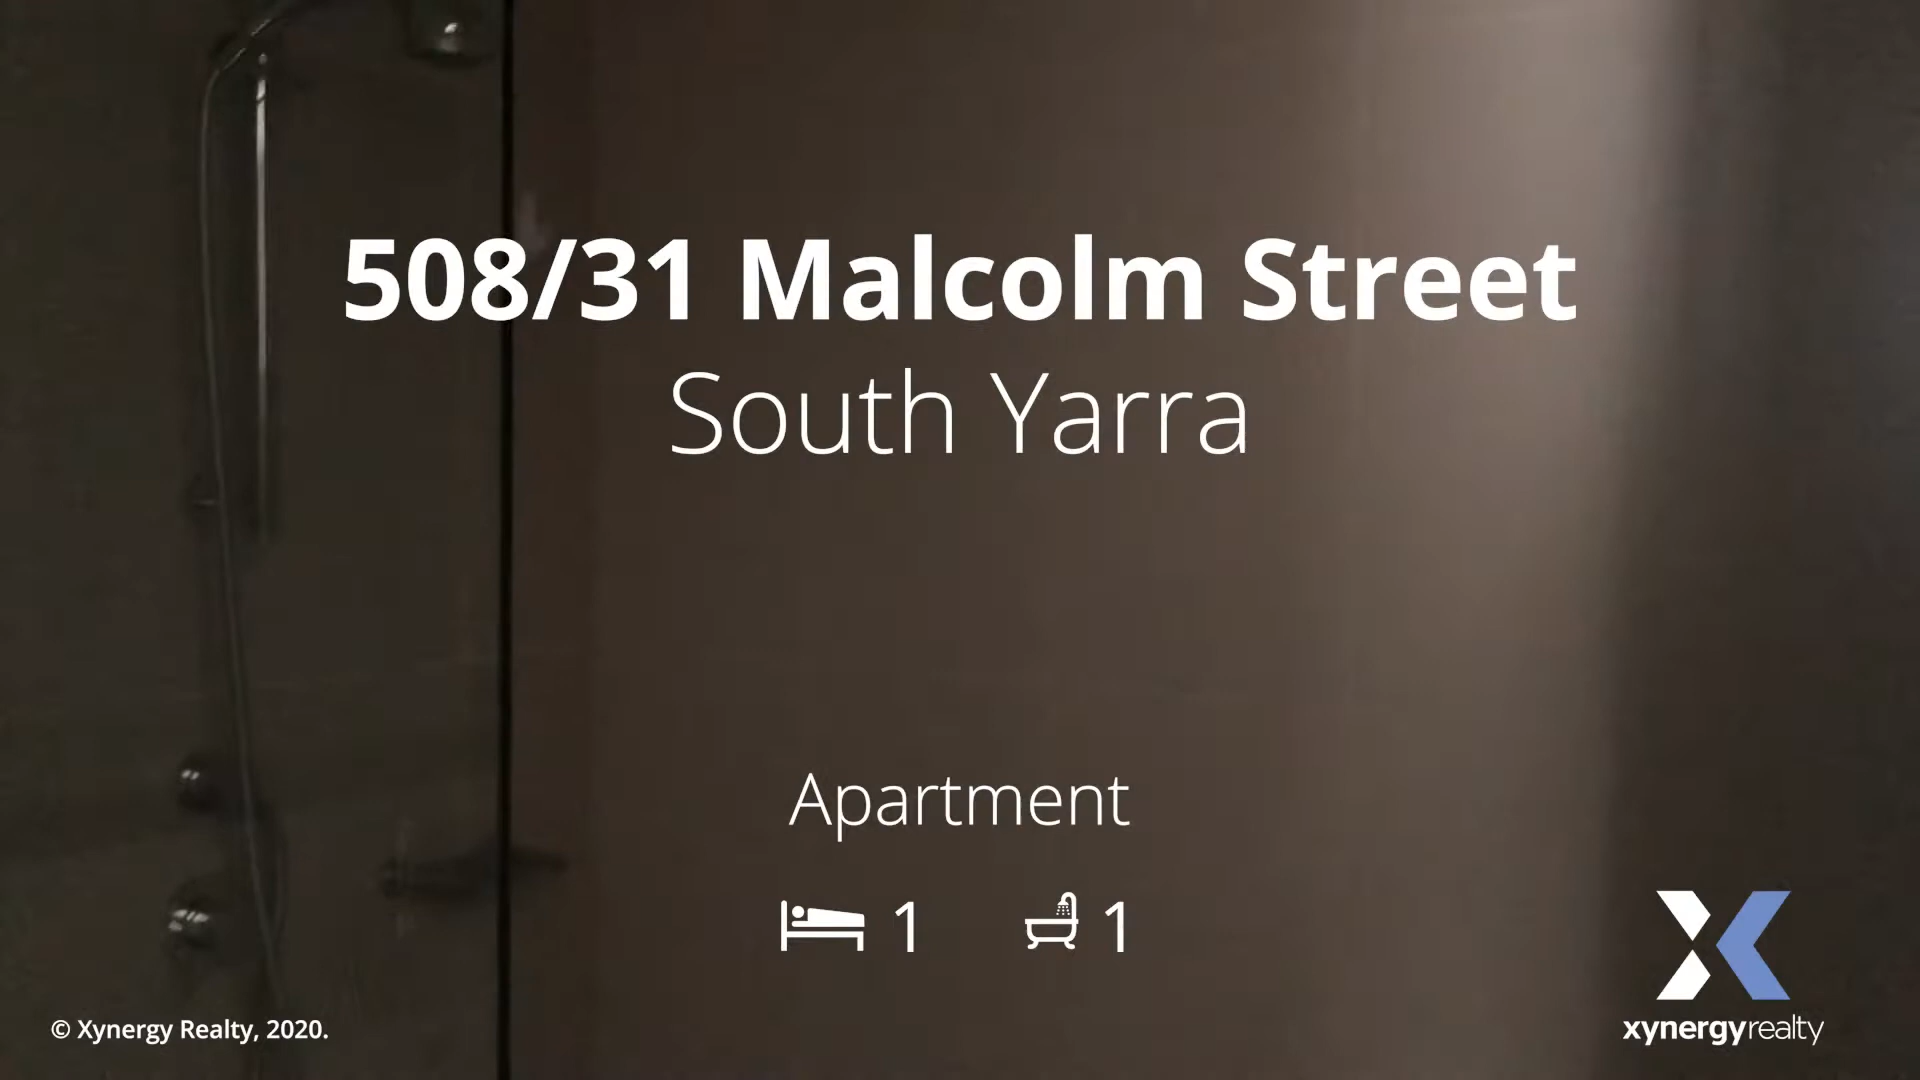 508/31 Malcolm Street
South Yarra
Apartment
1 1
© Xynergy Realty, 2020.
xynergyrealty